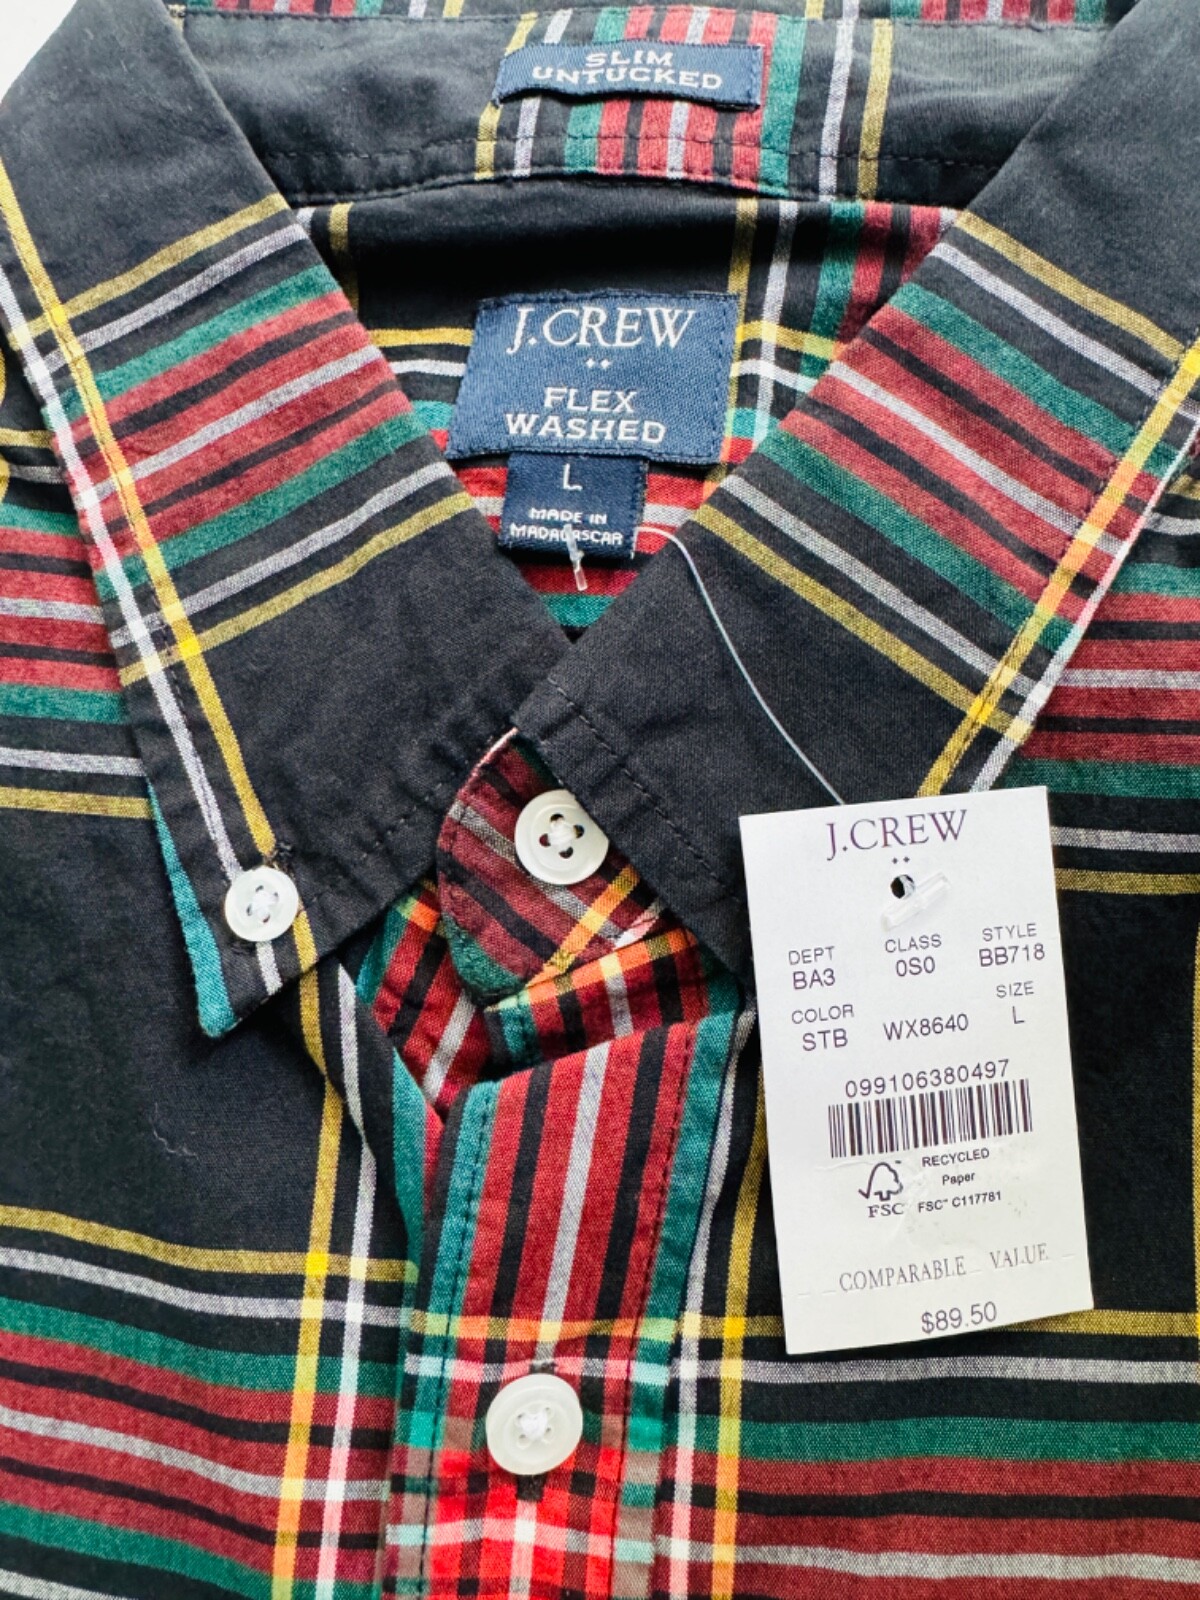 SLIM
UNTUCKED
J.CREW
FLEX
WASHED
L
MADE IN
MADAGASCAR
J.CREW
DEPT CLASS STYLE
BA3 0S0 BB718
COLOR SIZE
STB WX8640 L
099106380497
RECYCLED
Paper
FSC FSC™ C117781
COMPARABLE VALUE
$89.50